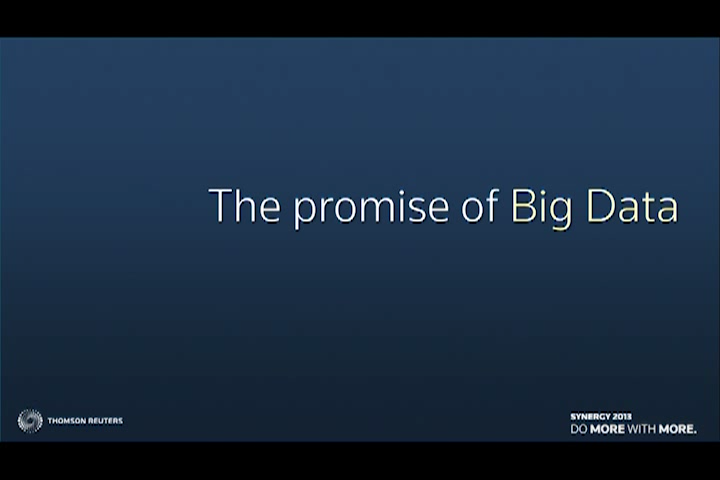 The promise of Big Data
THOMSON REUTERS
SYNERGY 2013
DO MORE WITH MORE.